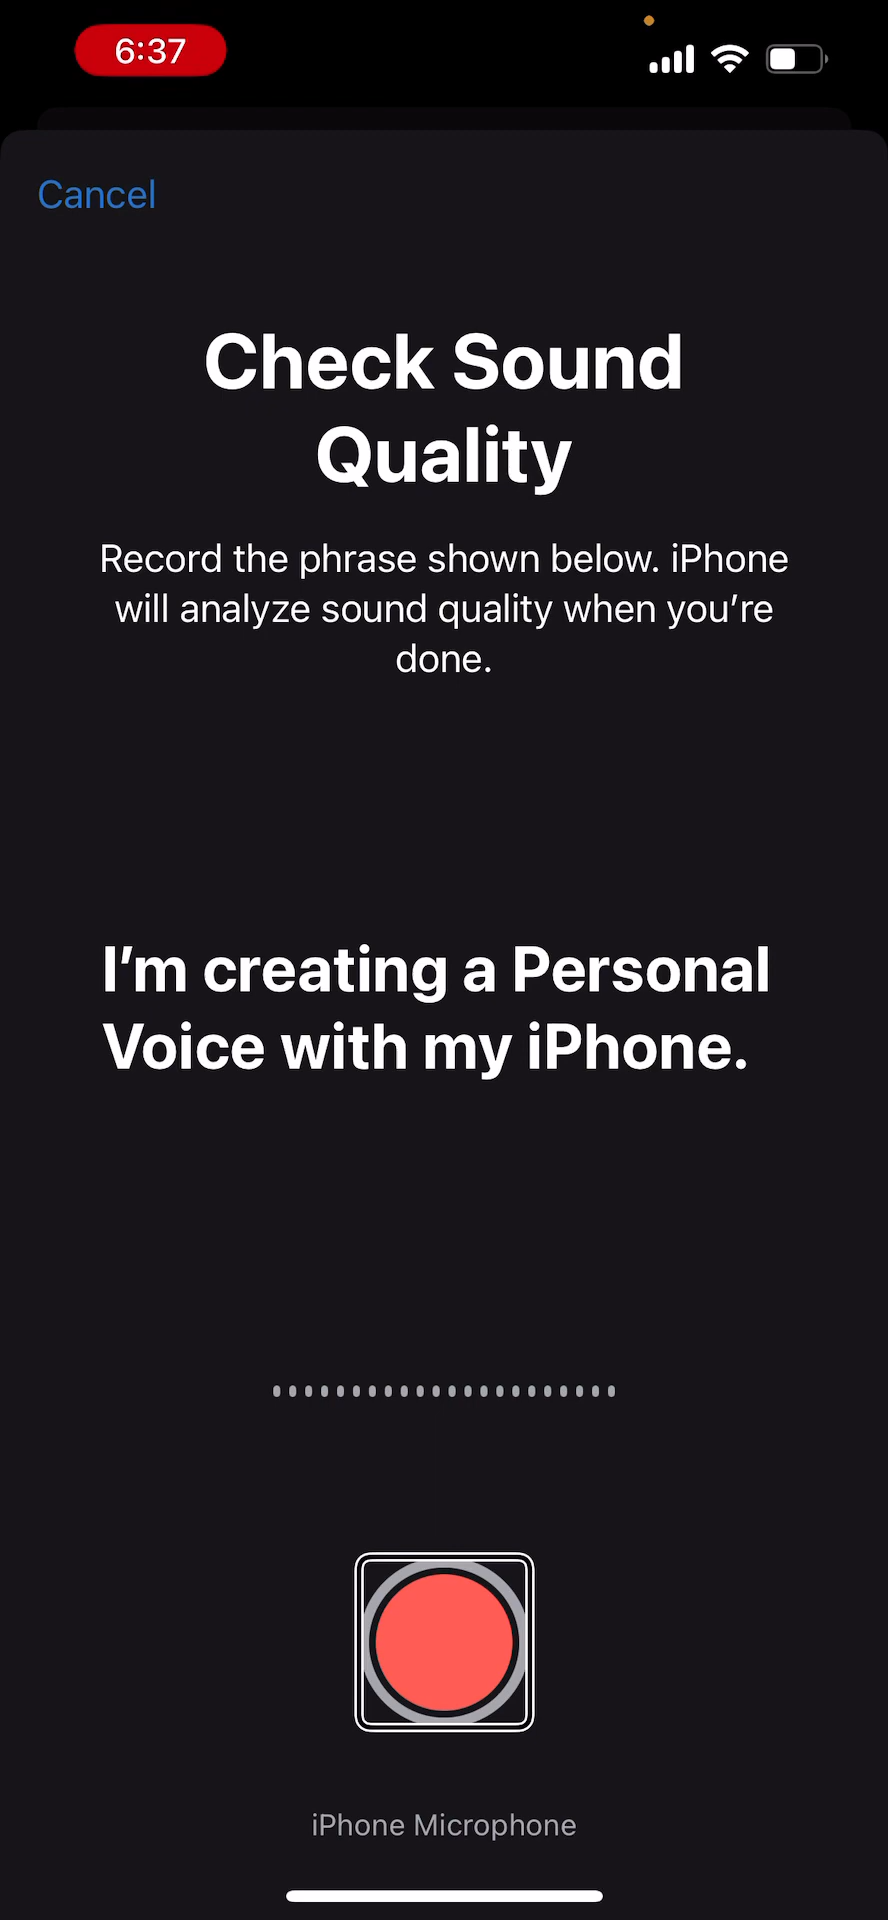 6:37
Cancel
Check Sound
Quality
Record the phrase shown below. iPhone
will analyze sound quality when you’re
done.
I’m creating a Personal
Voice with my iPhone.
iPhone Microphone